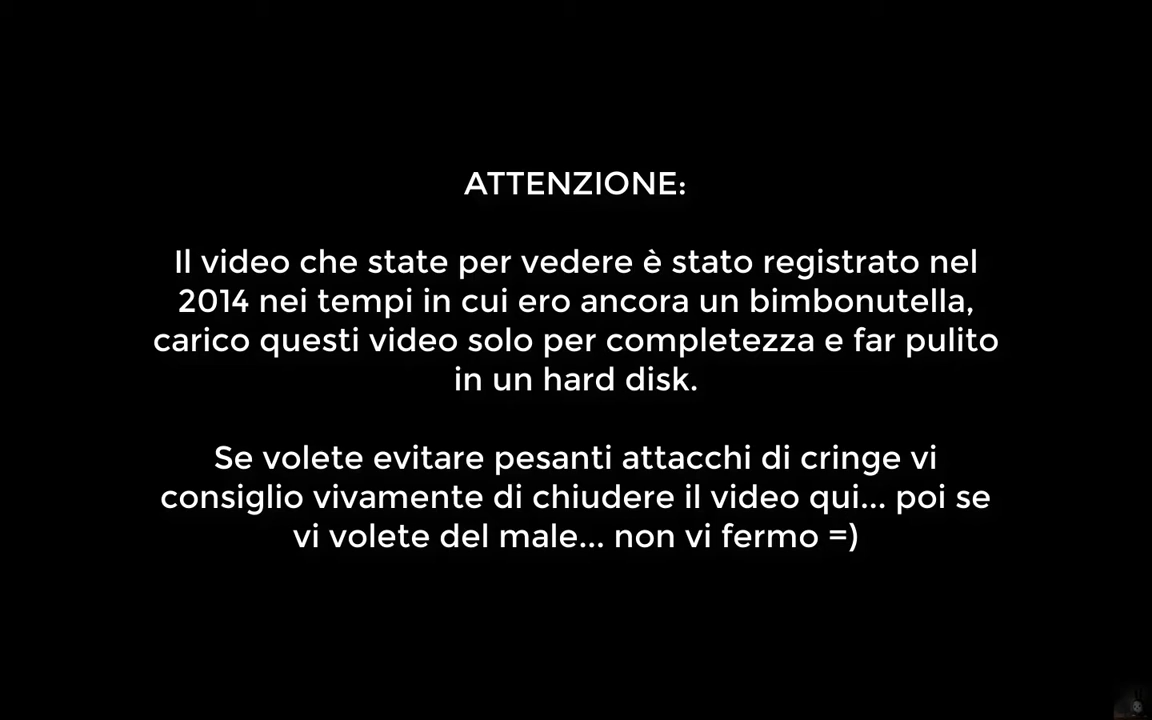 ATTENZIONE:
Il video che state per vedere è stato registrato nel
2014 nei tempi in cui ero ancora un bimbonutella,
carico questi video solo per completezza e far pulito
in un hard disk.
Se volete evitare pesanti attacchi di cringe vi
consiglio vivamente di chiudere il video qui... poi se
vi volete del male... non vi fermo =)